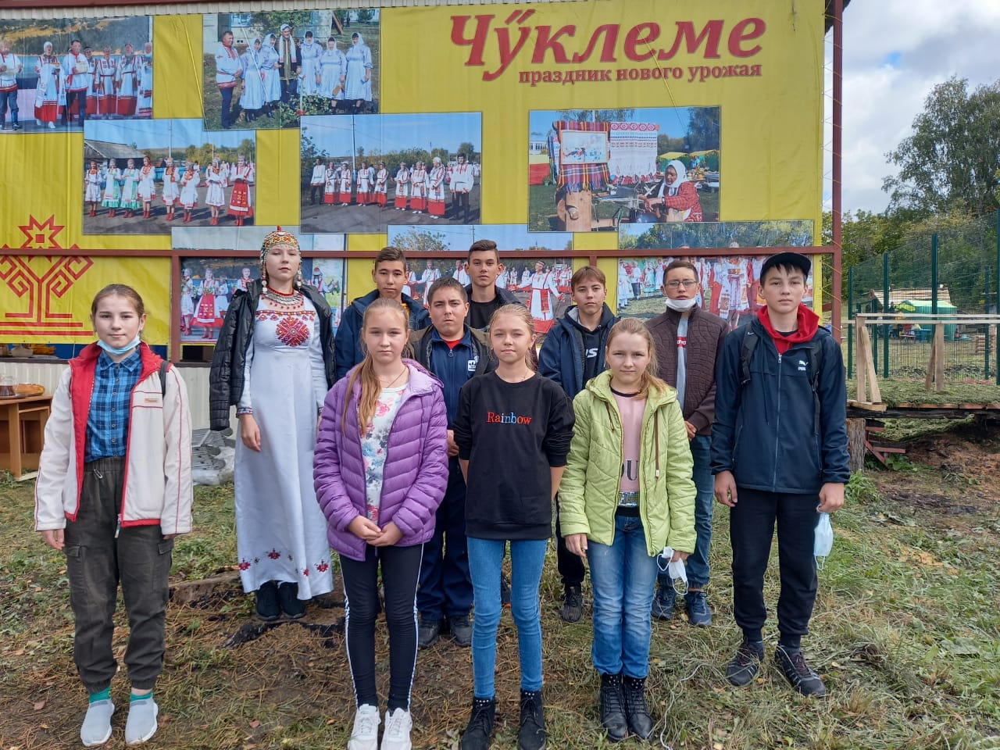 Чӳклеме
праздник нового урожая
Rainbow